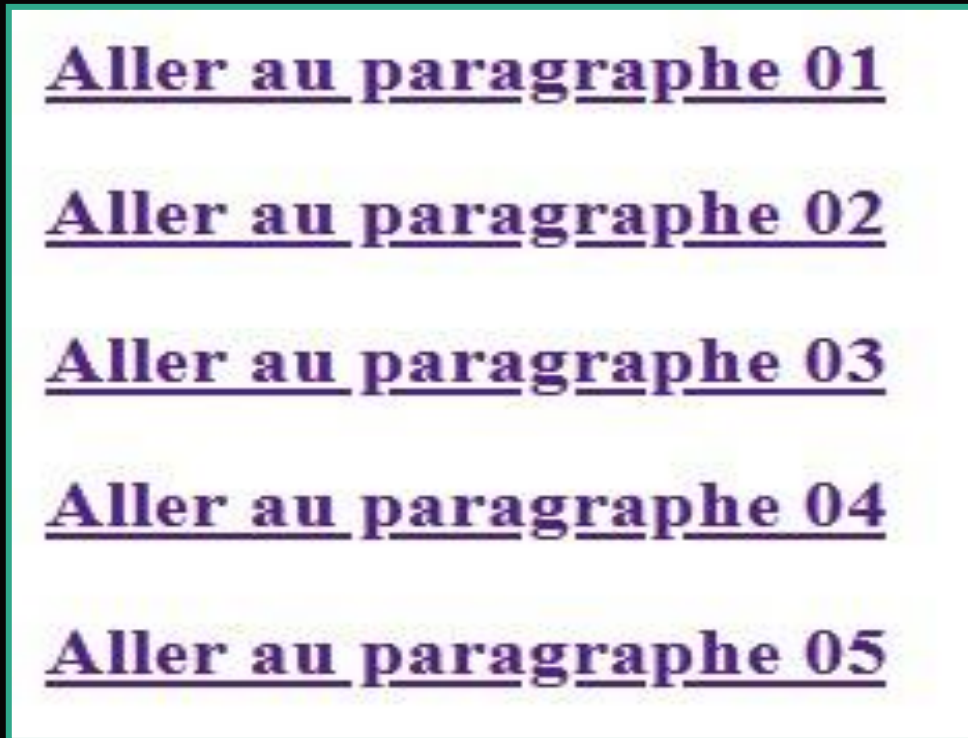 Aller au paragraphe 01
Aller au paragraphe 02
Aller au paragraphe 03
Aller au paragraphe 04
Aller au paragraphe 05